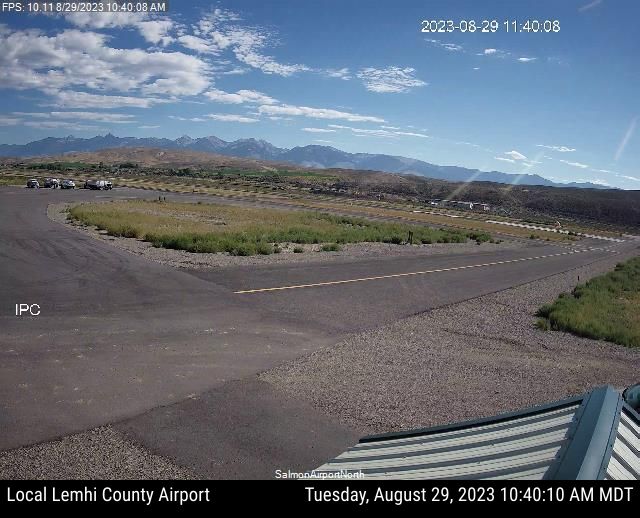 FPS: 10.11 8/29/2023 10:40:08 AM
2023-08-29 11:40:08
IPC
SalmonAirportNorth
Local Lemhi County Airport
Tuesday, August 29, 2023 10:40:10 AM MDT